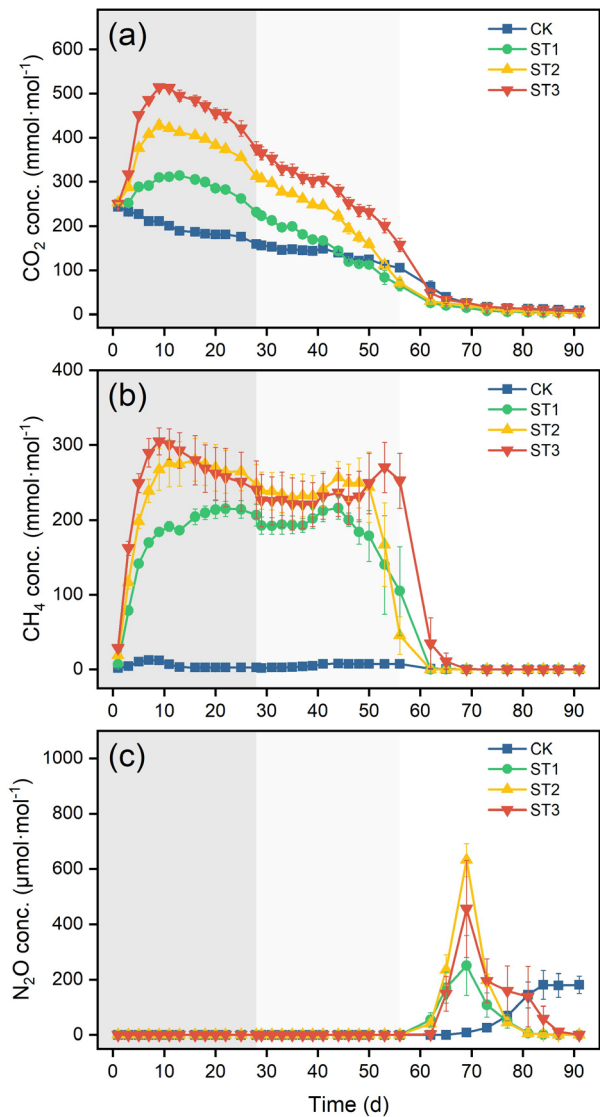 (a)
CK
ST1
ST2
ST3
600
500
400
300
200
100
0
CO₂ conc. (mmol·mol⁻¹)
0 10 20 30 40 50 60 70 80 90
(b)
CK
ST1
ST2
ST3
400
300
200
100
0
CH₄ conc. (mmol·mol⁻¹)
0 10 20 30 40 50 60 70 80 90
(c)
CK
ST1
ST2
ST3
1000
800
600
400
200
0
N₂O conc. (μmol·mol⁻¹)
0 10 20 30 40 50 60 70 80 90
Time (d)